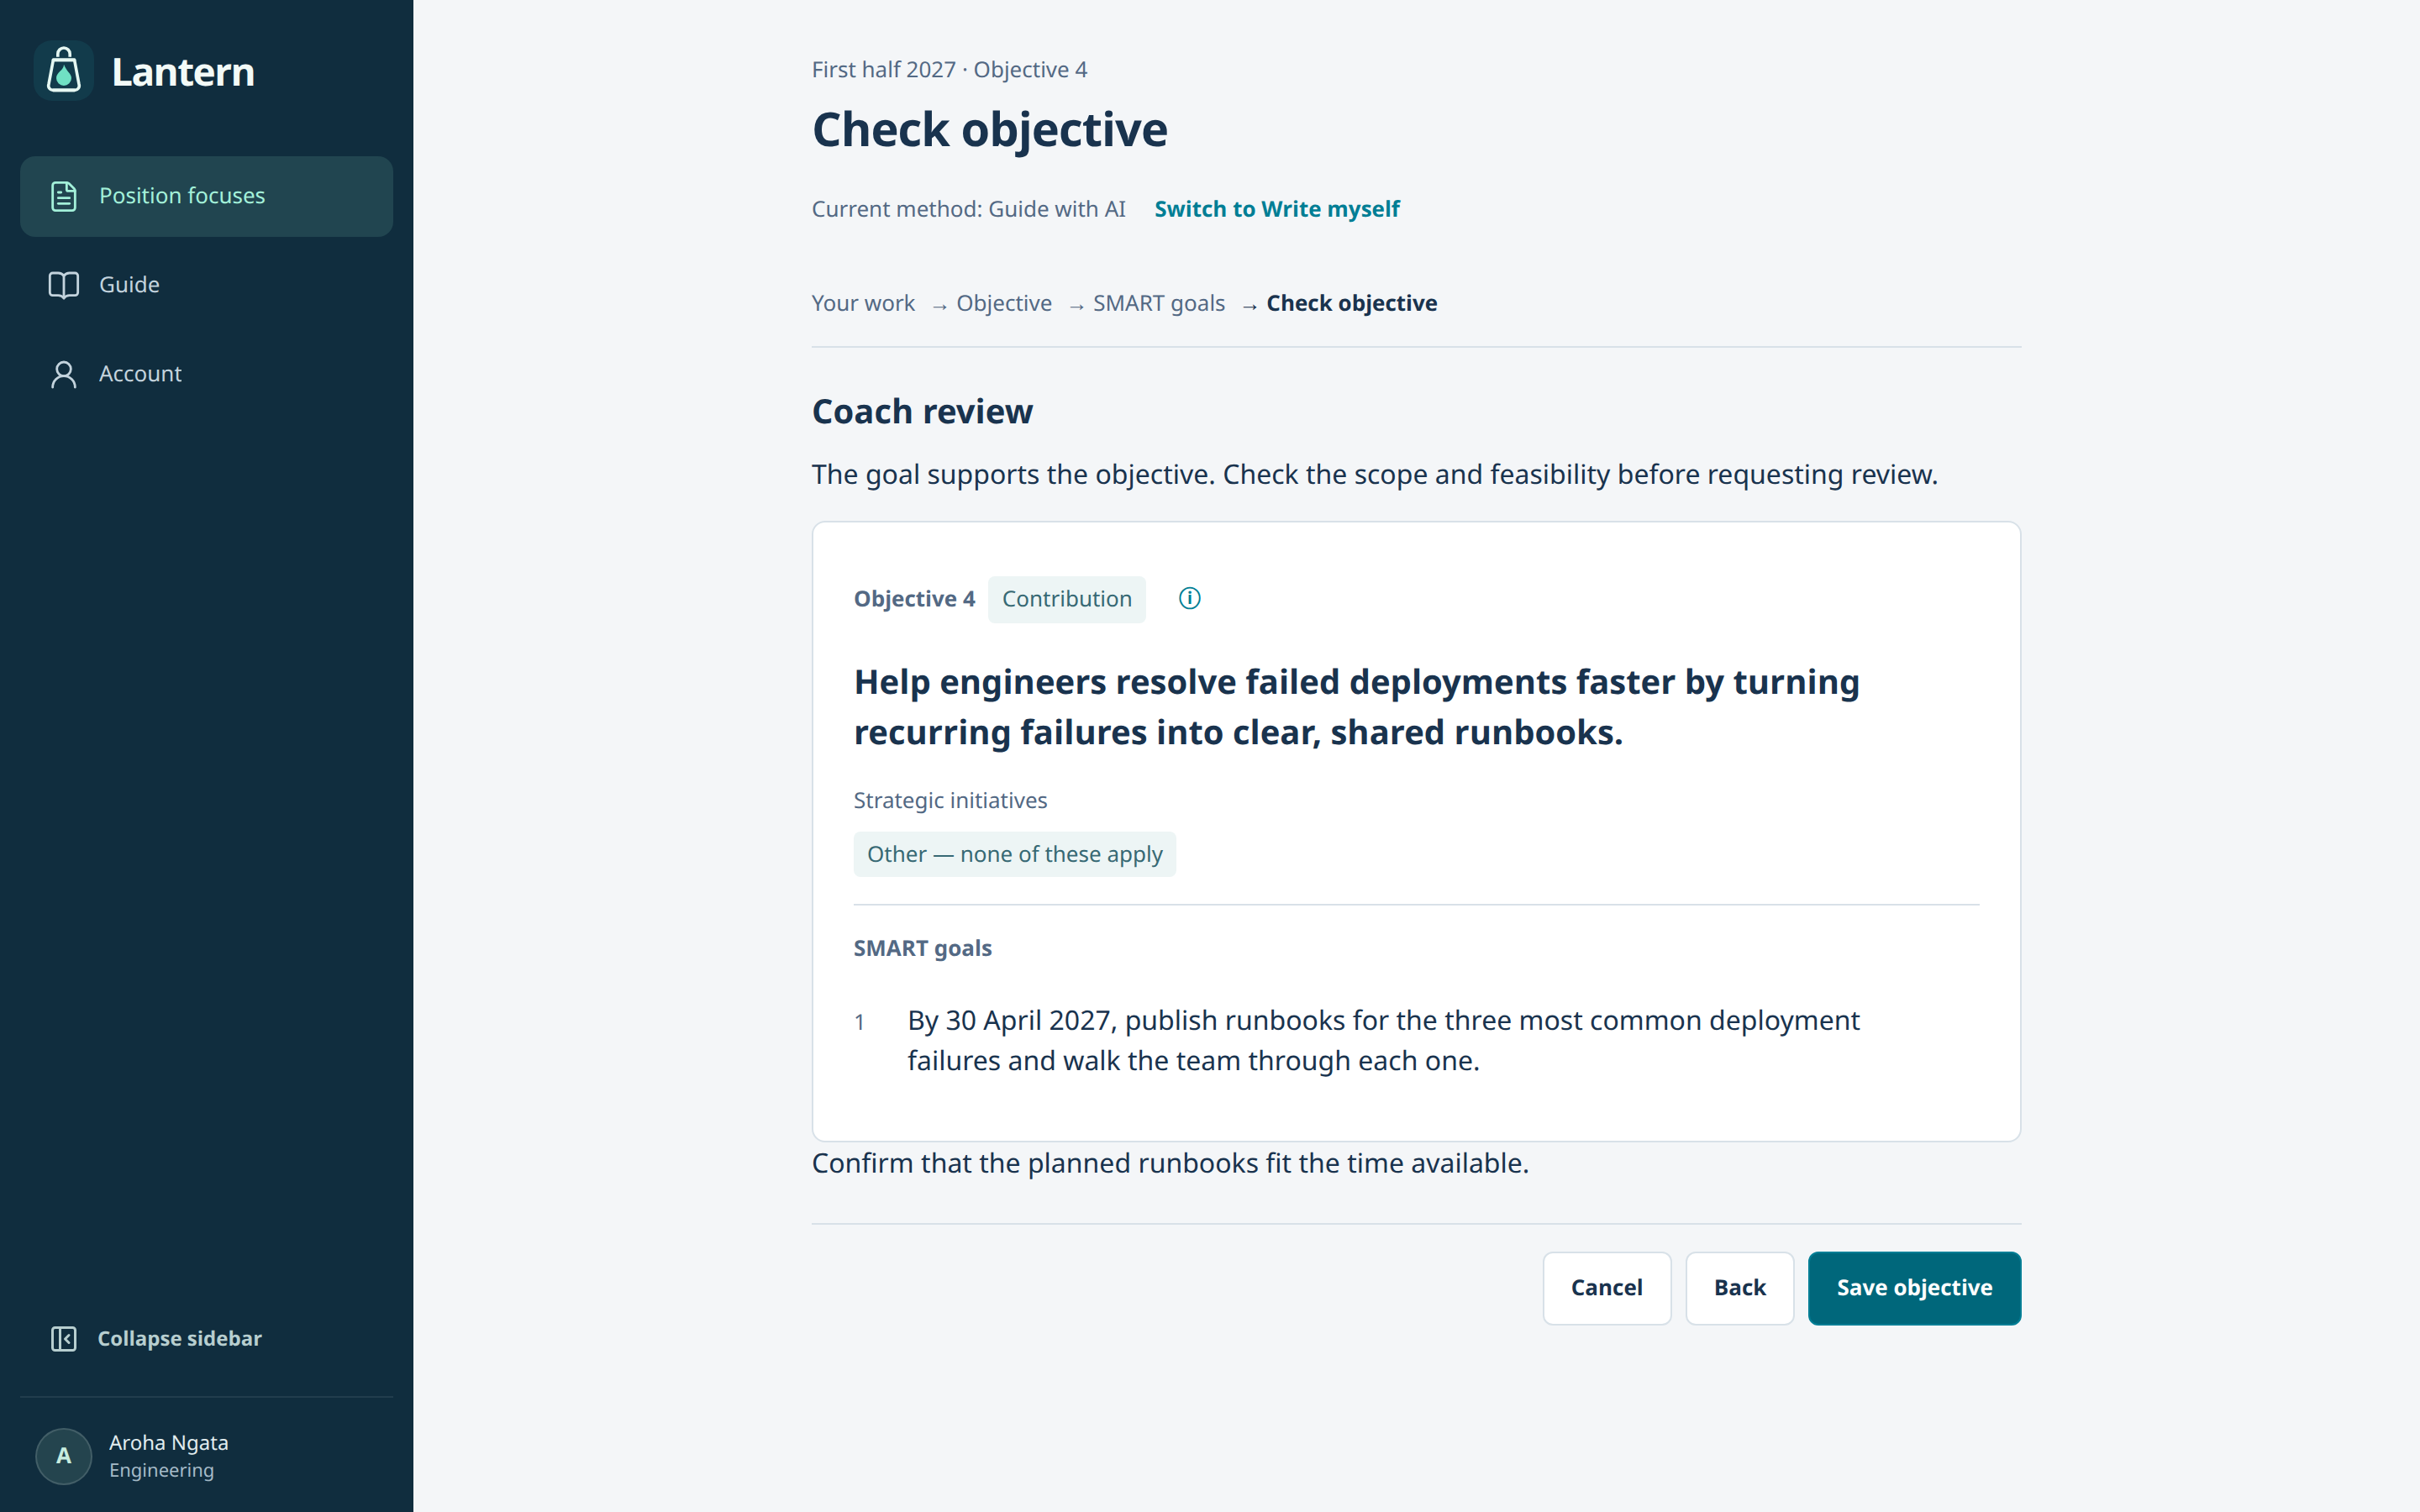 Lantern
Position focuses
Guide
Account
Collapse sidebar
A
Aroha Ngata
Engineering
First half 2027 · Objective 4
Check objective
Current method: Guide with AI Switch to Write myself
Your work → Objective → SMART goals → Check objective
Coach review
The goal supports the objective. Check the scope and feasibility before requesting review.
Objective 4 Contribution
Help engineers resolve failed deployments faster by turning
recurring failures into clear, shared runbooks.
Strategic initiatives
Other — none of these apply
SMART goals
1 By 30 April 2027, publish runbooks for the three most common deployment
failures and walk the team through each one.
Confirm that the planned runbooks fit the time available.
Cancel Back Save objective